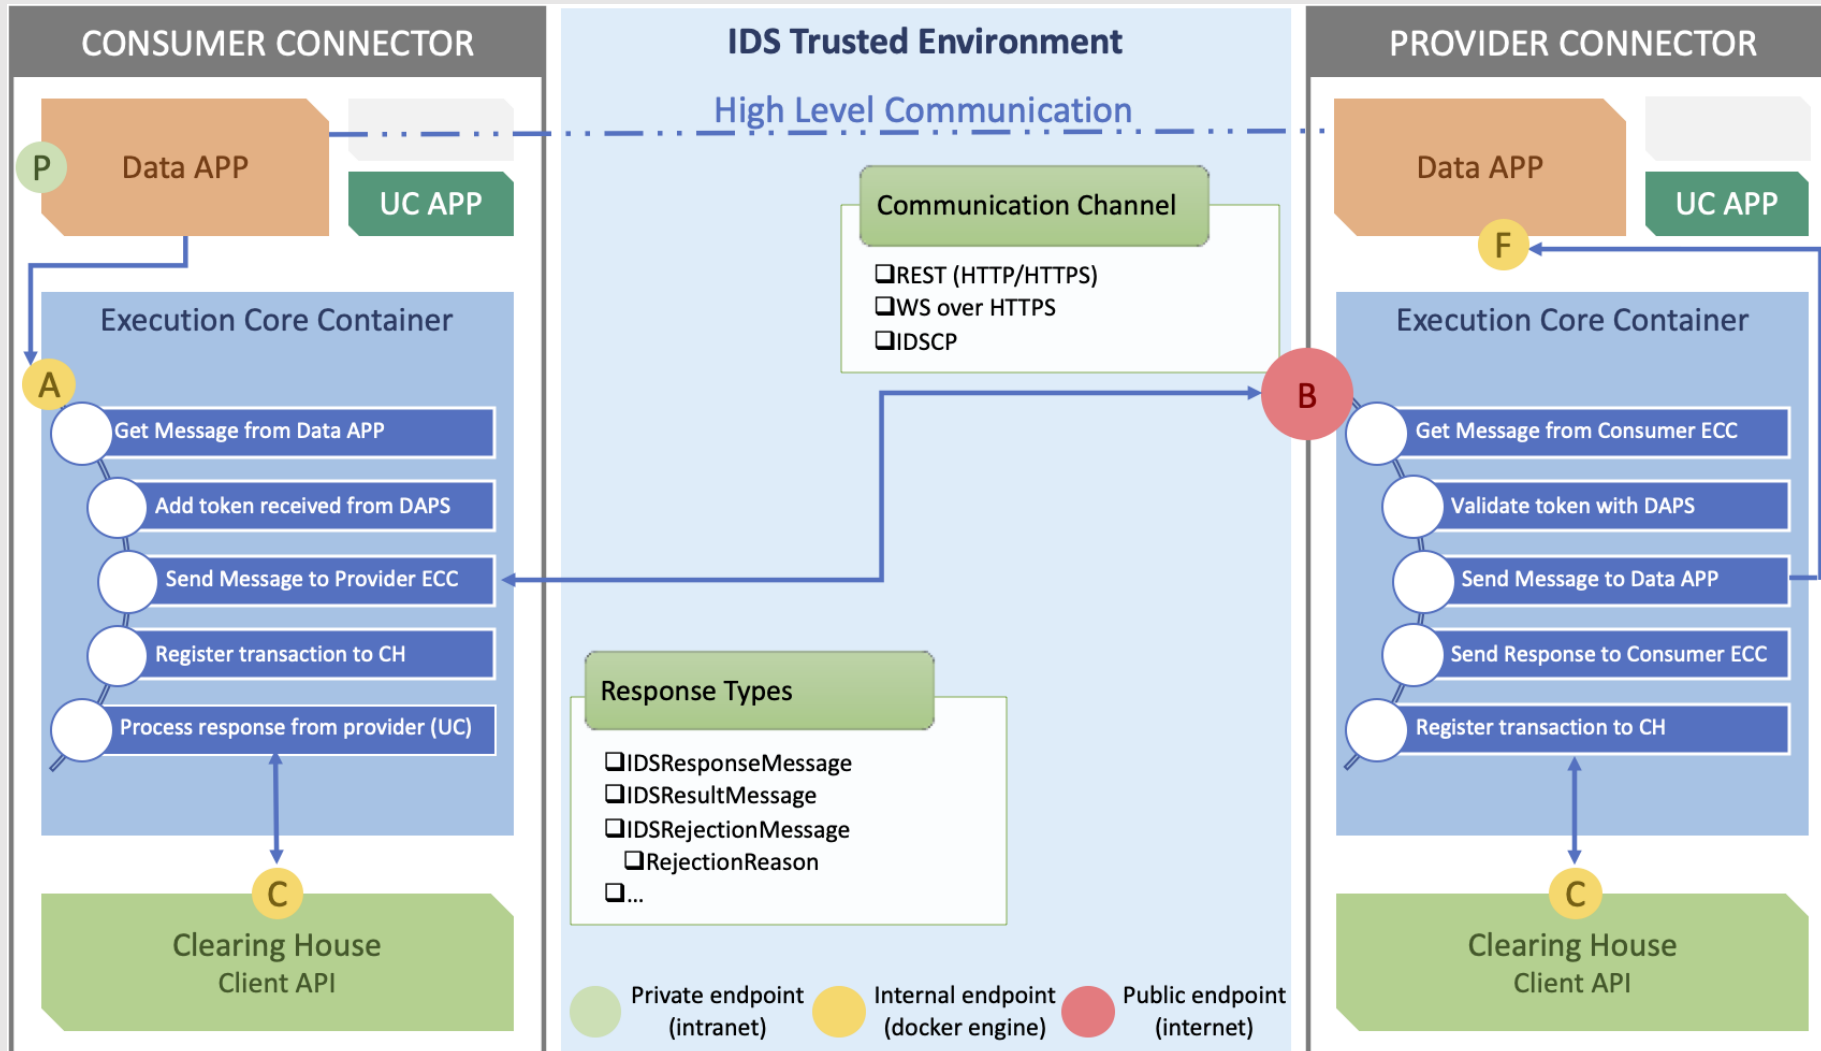 CONSUMER CONNECTOR
P
Data APP
UC APP
Execution Core Container
A
Get Message from Data APP
Add token received from DAPS
Send Message to Provider ECC
Register transaction to CH
Process response from provider (UC)
C
Clearing House
Client API
IDS Trusted Environment
High Level Communication
Communication Channel
❑REST (HTTP/HTTPS)
❑WS over HTTPS
❑IDSCP
B
Response Types
❑IDSResponseMessage
❑IDSResultMessage
❑IDSRejectionMessage
❑RejectionReason
❑...
Private endpoint
(intranet)
Internal endpoint
(docker engine)
Public endpoint
(internet)
PROVIDER CONNECTOR
Data APP
UC APP
F
Execution Core Container
Get Message from Consumer ECC
Validate token with DAPS
Send Message to Data APP
Send Response to Consumer ECC
Register transaction to CH
C
Clearing House
Client API